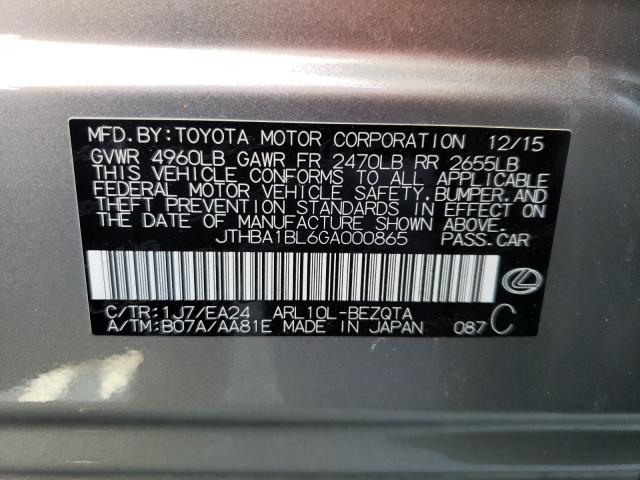 MFD.BY:TOYOTA MOTOR CORPORATION 12/15
GVWR 4960LB GAWR FR 2470LB RR 2655LB
THIS VEHICLE CONFORMS TO ALL APPLICABLE
FEDERAL MOTOR VEHICLE SAFETY, BUMPER, AND
THEFT PREVENTION STANDARDS IN EFFECT ON
THE DATE OF MANUFACTURE SHOWN ABOVE.
JTHBA1BL6GA000865 PASS.CAR
C/TR:1J7/EA24 ARL10L-BEZQTA
A/TM:B07A/AA81E MADE IN JAPAN 087 C